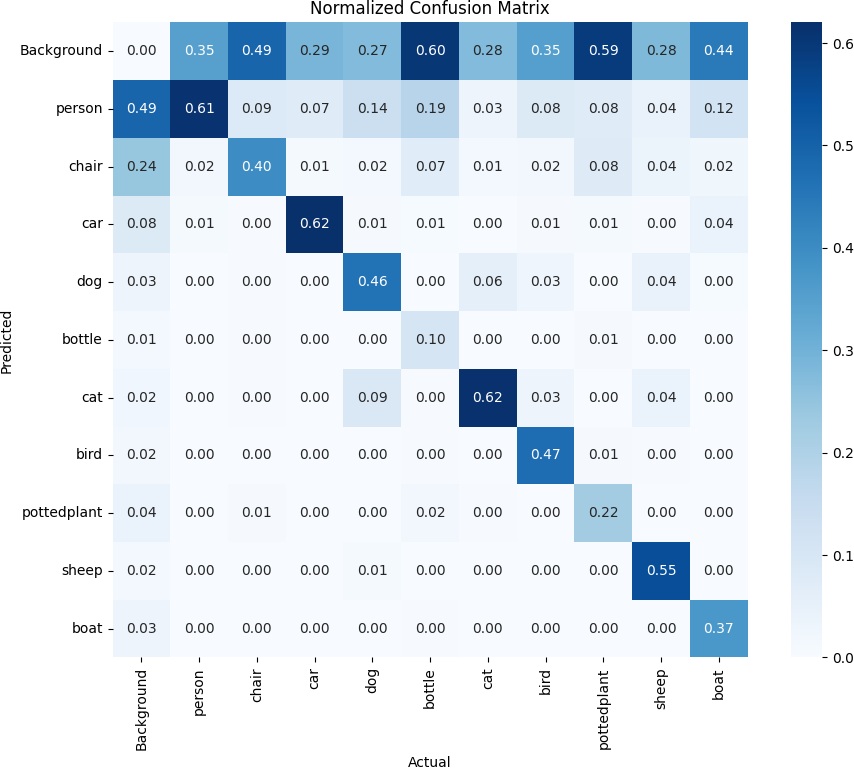 Normalized Confusion Matrix
Background 0.00 0.35 0.49 0.29 0.27 0.60 0.28 0.35 0.59 0.28 0.44
person 0.49 0.61 0.09 0.07 0.14 0.19 0.03 0.08 0.08 0.04 0.12
chair 0.24 0.02 0.40 0.01 0.02 0.07 0.01 0.02 0.08 0.04 0.02
car 0.08 0.01 0.00 0.62 0.01 0.01 0.00 0.01 0.01 0.00 0.04
dog 0.03 0.00 0.00 0.00 0.46 0.00 0.06 0.03 0.00 0.04 0.00
bottle 0.01 0.00 0.00 0.00 0.00 0.10 0.00 0.00 0.01 0.00 0.00
cat 0.02 0.00 0.00 0.00 0.09 0.00 0.62 0.03 0.00 0.04 0.00
bird 0.02 0.00 0.00 0.00 0.00 0.00 0.00 0.47 0.01 0.00 0.00
pottedplant 0.04 0.00 0.01 0.00 0.00 0.02 0.00 0.00 0.22 0.00 0.00
sheep 0.02 0.00 0.00 0.00 0.01 0.00 0.00 0.00 0.00 0.55 0.00
boat 0.03 0.00 0.00 0.00 0.00 0.00 0.00 0.00 0.00 0.00 0.37
Predicted
Background person chair car dog bottle cat bird pottedplant sheep boat
Actual
0.6
0.5
0.4
0.3
0.2
0.1
0.0